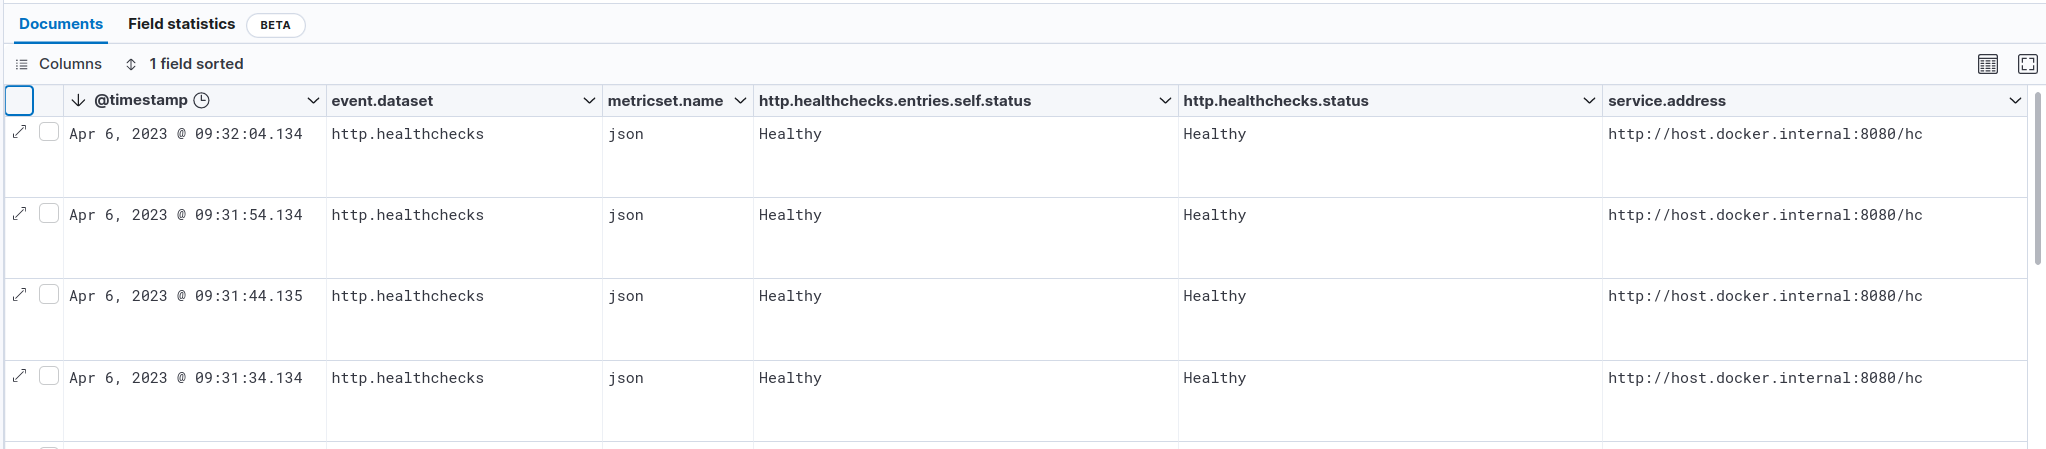 Documents Field statistics BETA
Columns 1 field sorted
@timestamp event.dataset metricset.name http.healthchecks.entries.self.status http.healthchecks.status service.address
Apr 6, 2023 @ 09:32:04.134 http.healthchecks json Healthy Healthy http://host.docker.internal:8080/hc
Apr 6, 2023 @ 09:31:54.134 http.healthchecks json Healthy Healthy http://host.docker.internal:8080/hc
Apr 6, 2023 @ 09:31:44.135 http.healthchecks json Healthy Healthy http://host.docker.internal:8080/hc
Apr 6, 2023 @ 09:31:34.134 http.healthchecks json Healthy Healthy http://host.docker.internal:8080/hc